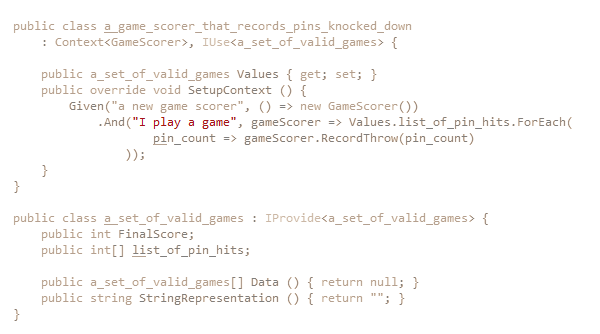 public class a_game_scorer_that_records_pins_knocked_down
    : Context<GameScorer>, IUse<a_set_of_valid_games> {
    public a_set_of_valid_games Values { get; set; }
    public override void SetupContext () {
        Given("a new game scorer", () => new GameScorer())
            .And("I play a game", gameScorer => Values.list_of_pin_hits.ForEach(
                    pin_count => gameScorer.RecordThrow(pin_count)
                ));
    }
}
public class a_set_of_valid_games : IProvide<a_set_of_valid_games> {
    public int FinalScore;
    public int[] list_of_pin_hits;
    public a_set_of_valid_games[] Data () { return null; }
    public string StringRepresentation () { return ""; }
}